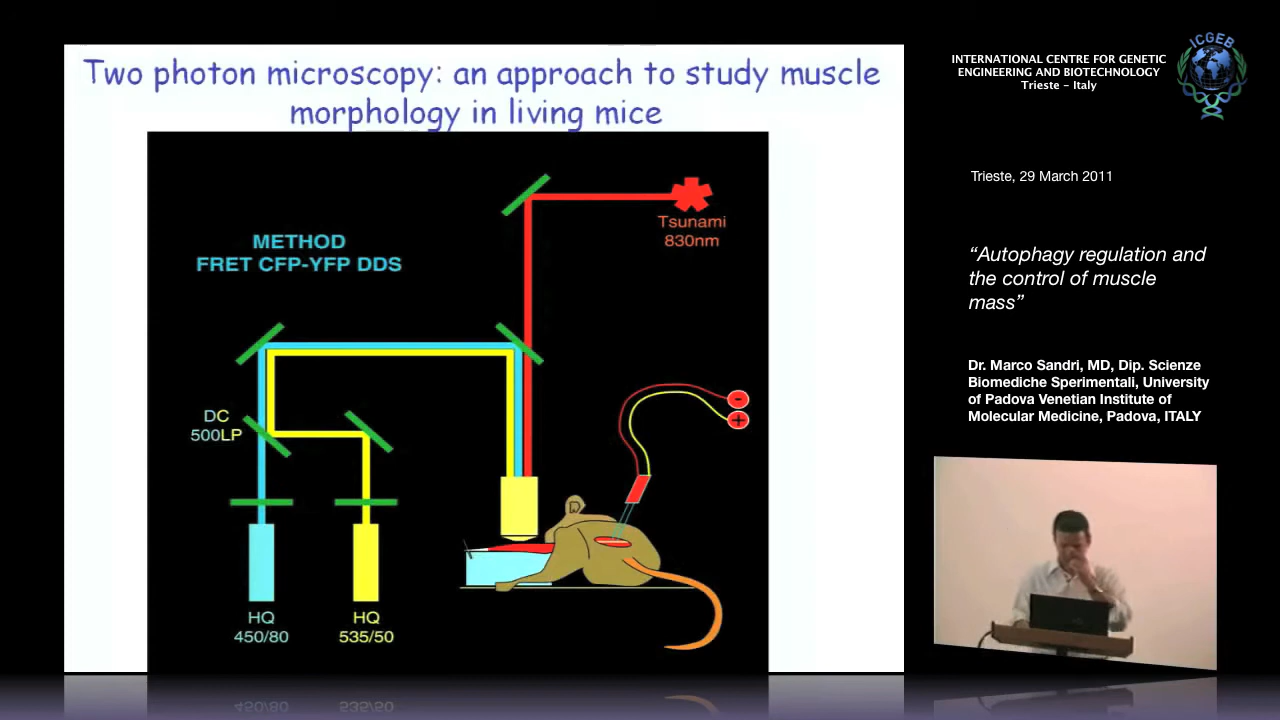 Two photon microscopy: an approach to study muscle
morphology in living mice
METHOD
FRET CFP-YFP DDS
Tsunami
830nm
DC
500LP
-
+
HQ
450/80
HQ
535/50
INTERNATIONAL CENTRE FOR GENETIC
ENGINEERING AND BIOTECHNOLOGY
Trieste - Italy
ICGEB
Trieste, 29 March 2011
“Autophagy regulation and
the control of muscle
mass”
Dr. Marco Sandri, MD, Dip. Scienze
Biomediche Sperimentali, University
of Padova Venetian Institute of
Molecular Medicine, Padova, ITALY